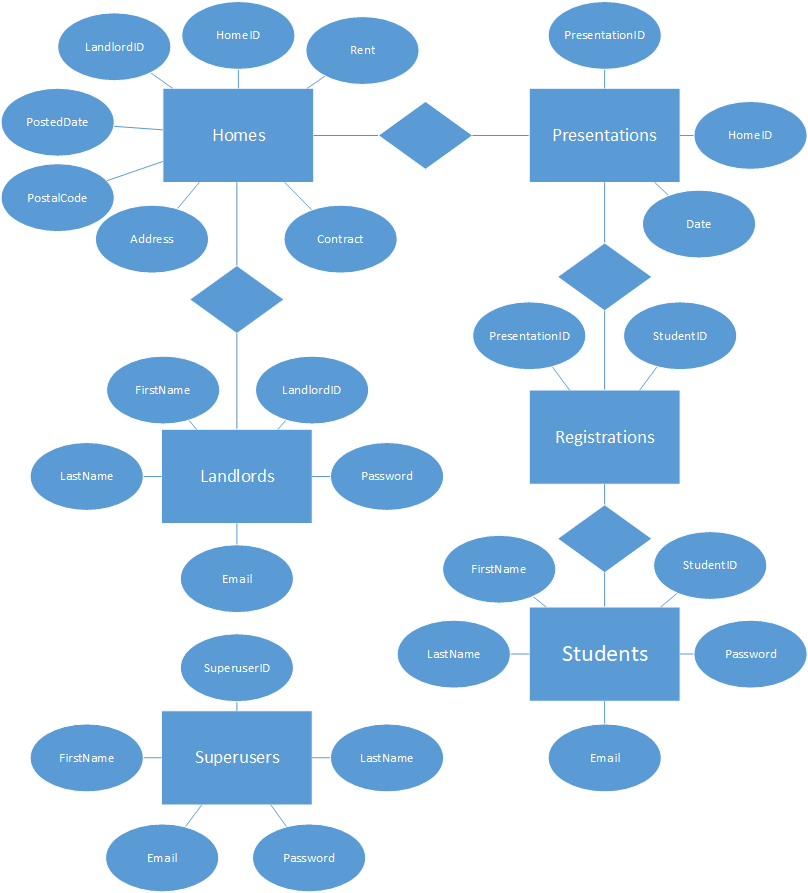 HomeID
PresentationID
LandlordID
Rent
PostedDate
Homes
Presentations
HomeID
PostalCode
Address
Contract
Date
PresentationID
StudentID
FirstName
LandlordID
Registrations
LastName
Landlords
Password
Email
FirstName
StudentID
SuperuserID
LastName
Students
Password
FirstName
Superusers
LastName
Email
Email
Password